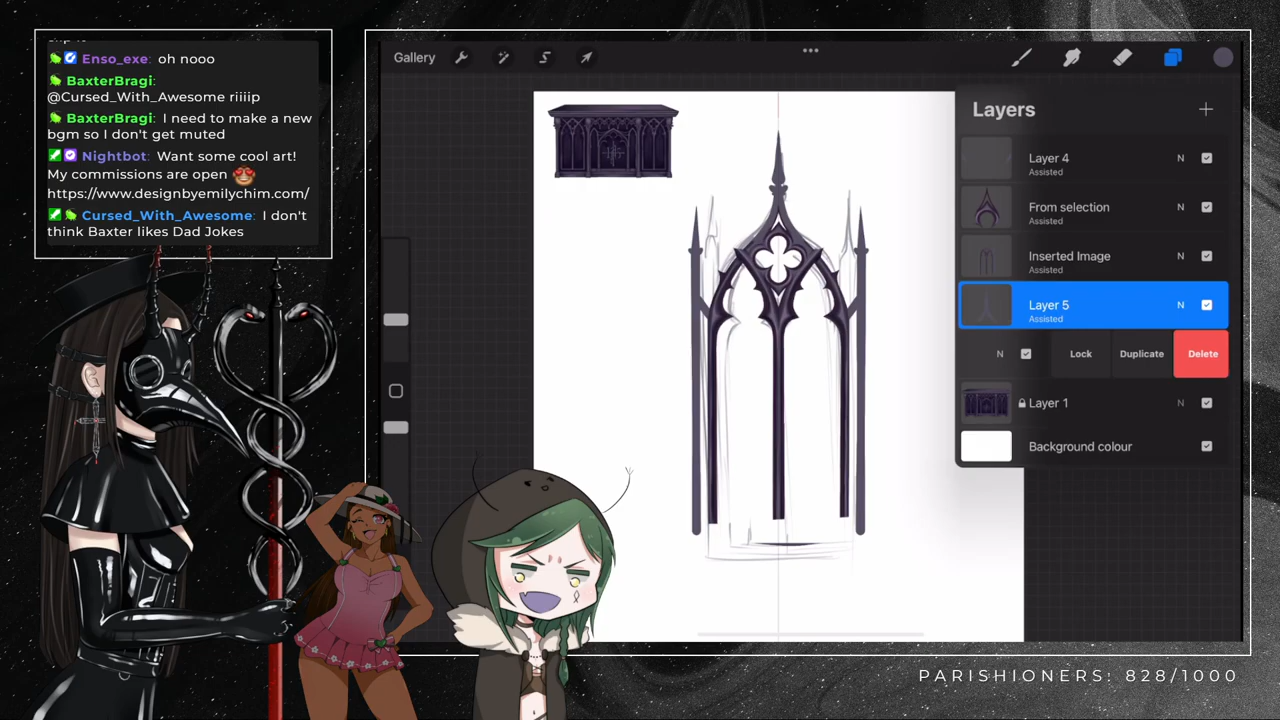 Enso_exe: oh nooo
BaxterBragi:
@Cursed_With_Awesome riiiip
BaxterBragi: I need to make a new
bgm so I don't get muted
Nightbot: Want some cool art!
My commissions are open
https://www.designbyemilychim.com/
Cursed_With_Awesome: I don't
think Baxter likes Dad Jokes
Gallery
Layers
Layer 4
N
Assisted
From selection
N
Assisted
Inserted Image
N
Assisted
Layer 5
N
Assisted
N
Lock
Duplicate
Delete
Layer 1
N
Background colour
PARISHIONERS: 828/1000